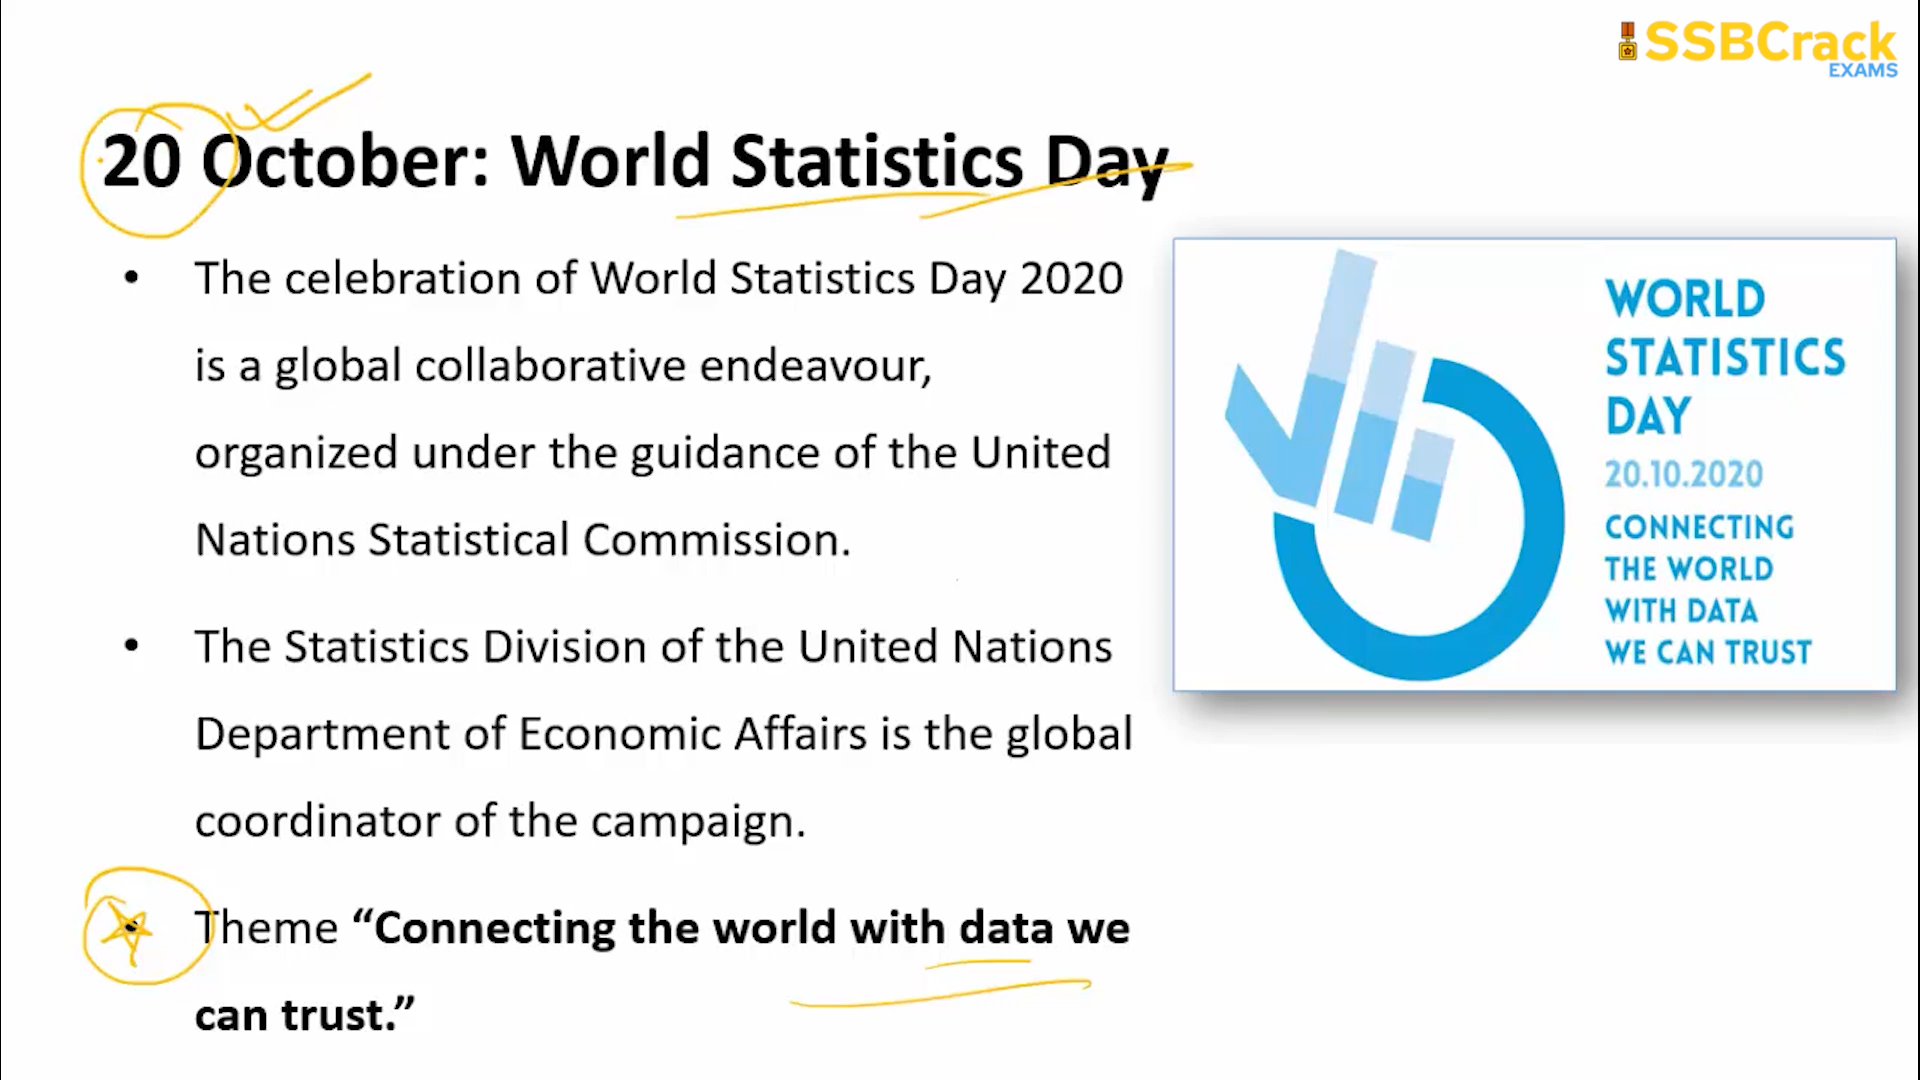 SSBCrack
EXAMS
20 October: World Statistics Day
• The celebration of World Statistics Day 2020
is a global collaborative endeavour,
organized under the guidance of the United
Nations Statistical Commission.
• The Statistics Division of the United Nations
Department of Economic Affairs is the global
coordinator of the campaign.
• Theme “Connecting the world with data we
can trust.”
WORLD
STATISTICS
DAY
20.10.2020
CONNECTING
THE WORLD
WITH DATA
WE CAN TRUST